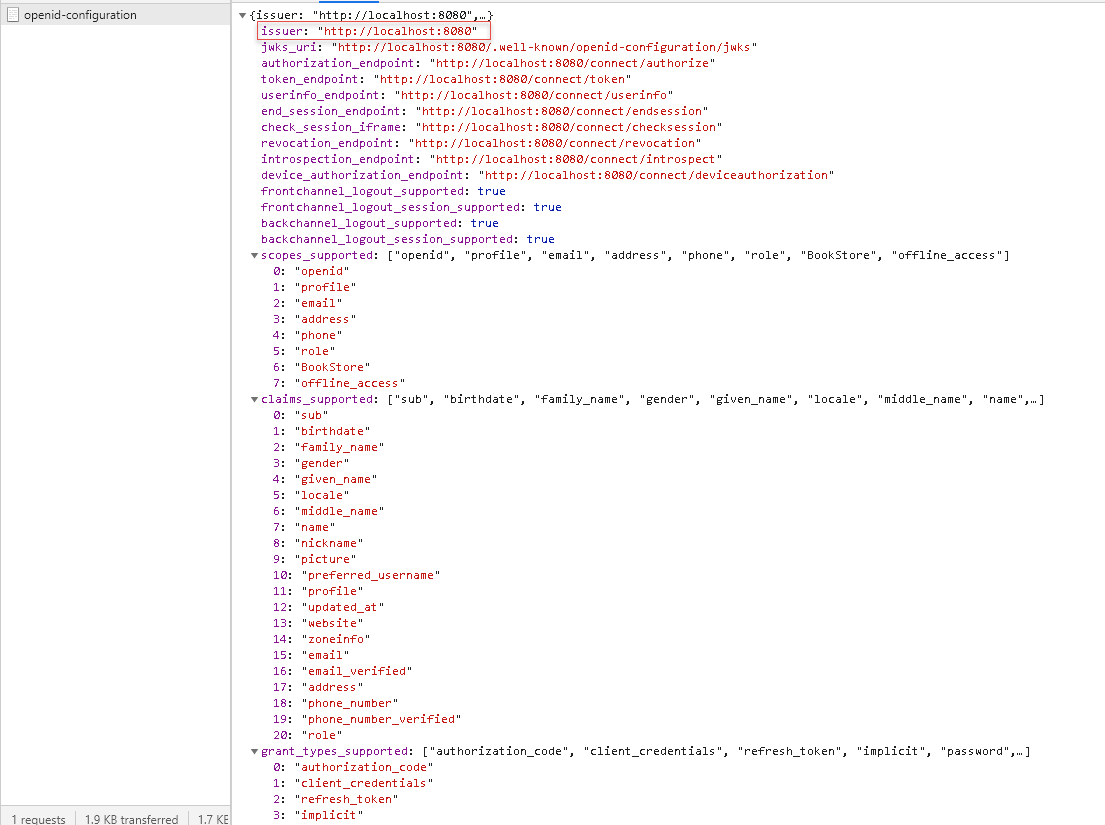 openid-configuration
{issuer: "http://localhost:8080",…}
issuer: "http://localhost:8080"
jwks_uri: "http://localhost:8080/.well-known/openid-configuration/jwks"
authorization_endpoint: "http://localhost:8080/connect/authorize"
token_endpoint: "http://localhost:8080/connect/token"
userinfo_endpoint: "http://localhost:8080/connect/userinfo"
end_session_endpoint: "http://localhost:8080/connect/endsession"
check_session_iframe: "http://localhost:8080/connect/checksession"
revocation_endpoint: "http://localhost:8080/connect/revocation"
introspection_endpoint: "http://localhost:8080/connect/introspect"
device_authorization_endpoint: "http://localhost:8080/connect/deviceauthorization"
frontchannel_logout_supported: true
frontchannel_logout_session_supported: true
backchannel_logout_supported: true
backchannel_logout_session_supported: true
scopes_supported: ["openid", "profile", "email", "address", "phone", "role", "BookStore", "offline_access"]
0: "openid"
1: "profile"
2: "email"
3: "address"
4: "phone"
5: "role"
6: "BookStore"
7: "offline_access"
claims_supported: ["sub", "birthdate", "family_name", "gender", "given_name", "locale", "middle_name", "name",…]
0: "sub"
1: "birthdate"
2: "family_name"
3: "gender"
4: "given_name"
5: "locale"
6: "middle_name"
7: "name"
8: "nickname"
9: "picture"
10: "preferred_username"
11: "profile"
12: "updated_at"
13: "website"
14: "zoneinfo"
15: "email"
16: "email_verified"
17: "address"
18: "phone_number"
19: "phone_number_verified"
20: "role"
grant_types_supported: ["authorization_code", "client_credentials", "refresh_token", "implicit", "password",…]
0: "authorization_code"
1: "client_credentials"
2: "refresh_token"
3: "implicit"
1 requests 1.9 KB transferred 1.7 KB